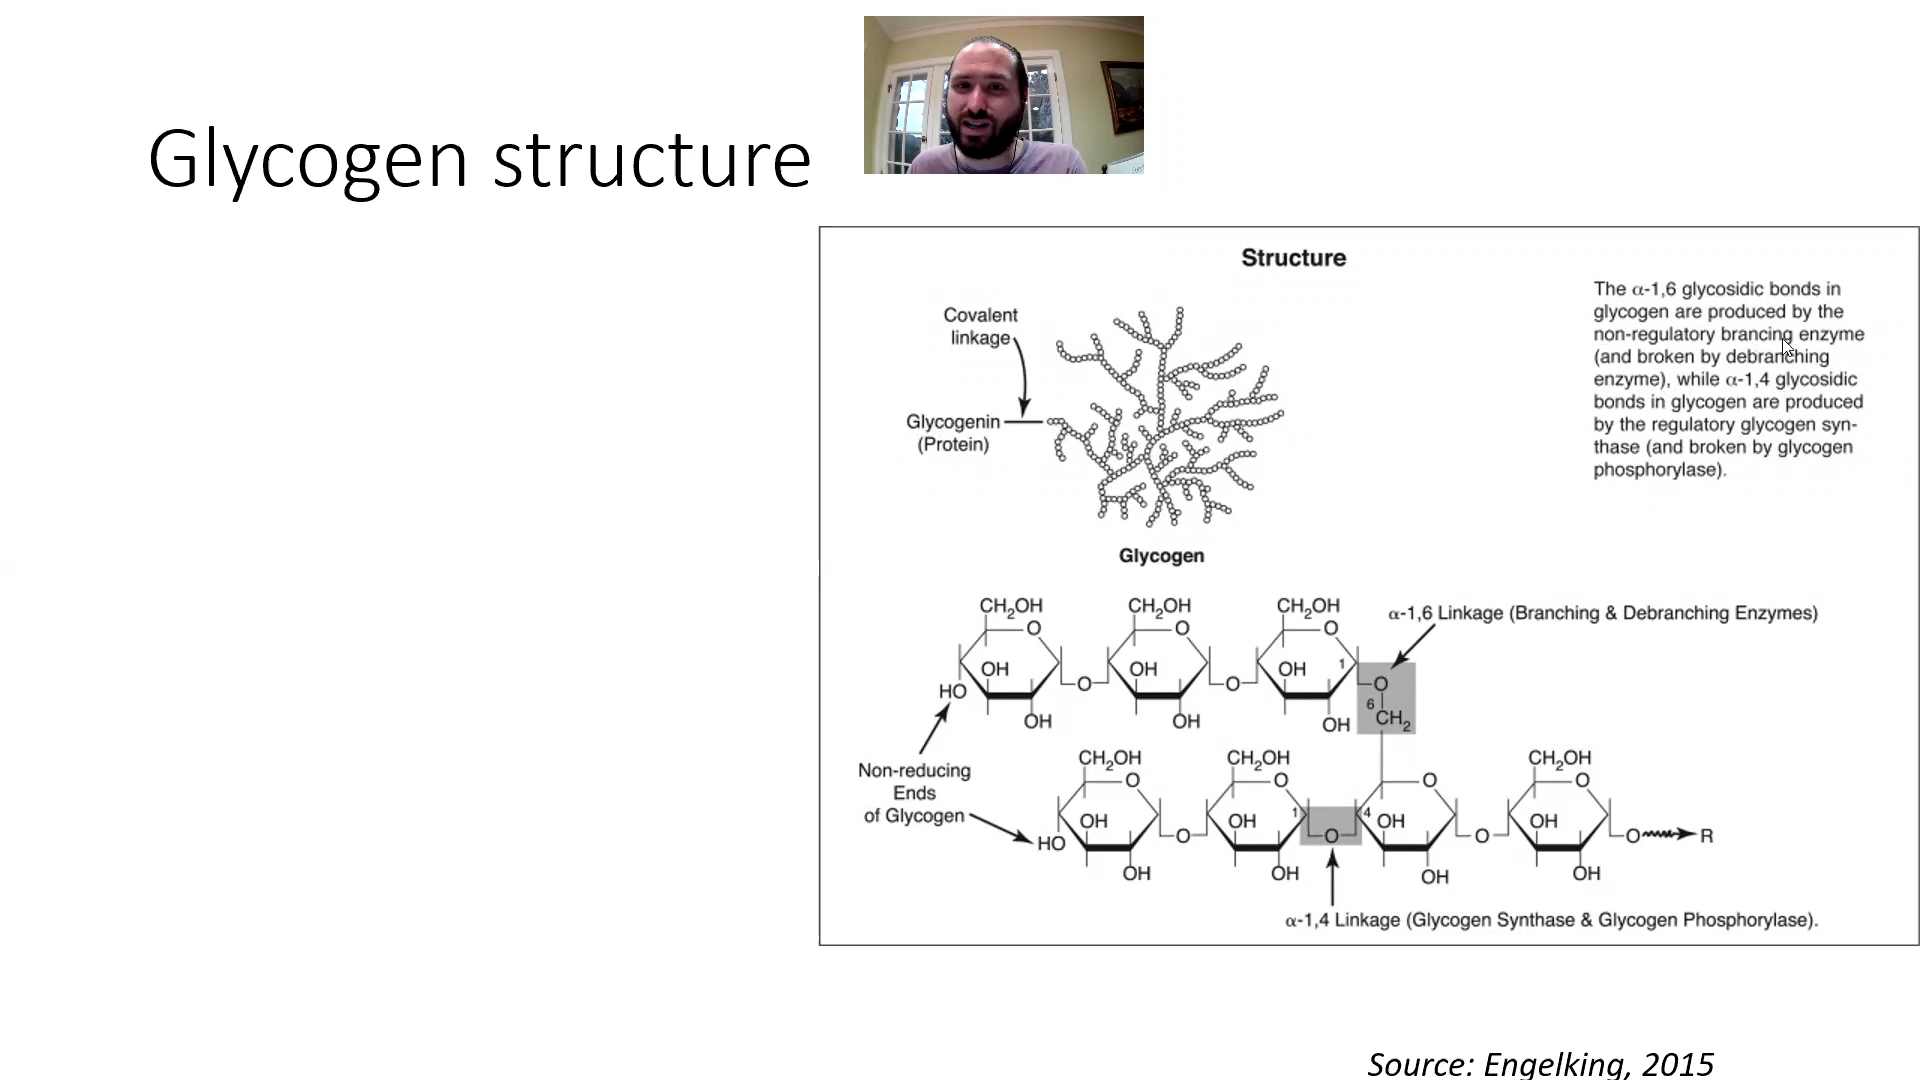 Glycogen structure
Structure
Covalent
linkage
Glycogenin
(Protein)
Glycogen
The α-1,6 glycosidic bonds in
glycogen are produced by the
non-regulatory brancing enzyme
(and broken by debranching
enzyme), while α-1,4 glycosidic
bonds in glycogen are produced
by the regulatory glycogen syn-
thase (and broken by glycogen
phosphorylase).
CH2OH CH2OH CH2OH
α-1,6 Linkage (Branching & Debranching Enzymes)
O O O
OH OH OH 1
HO O O O
6 CH2
OH OH OH
Non-reducing
Ends
of Glycogen
CH2OH CH2OH CH2OH
O O O O
OH OH 1 4 OH OH
HO O O O O R
OH OH OH OH
α-1,4 Linkage (Glycogen Synthase & Glycogen Phosphorylase).
Source: Engelking, 2015